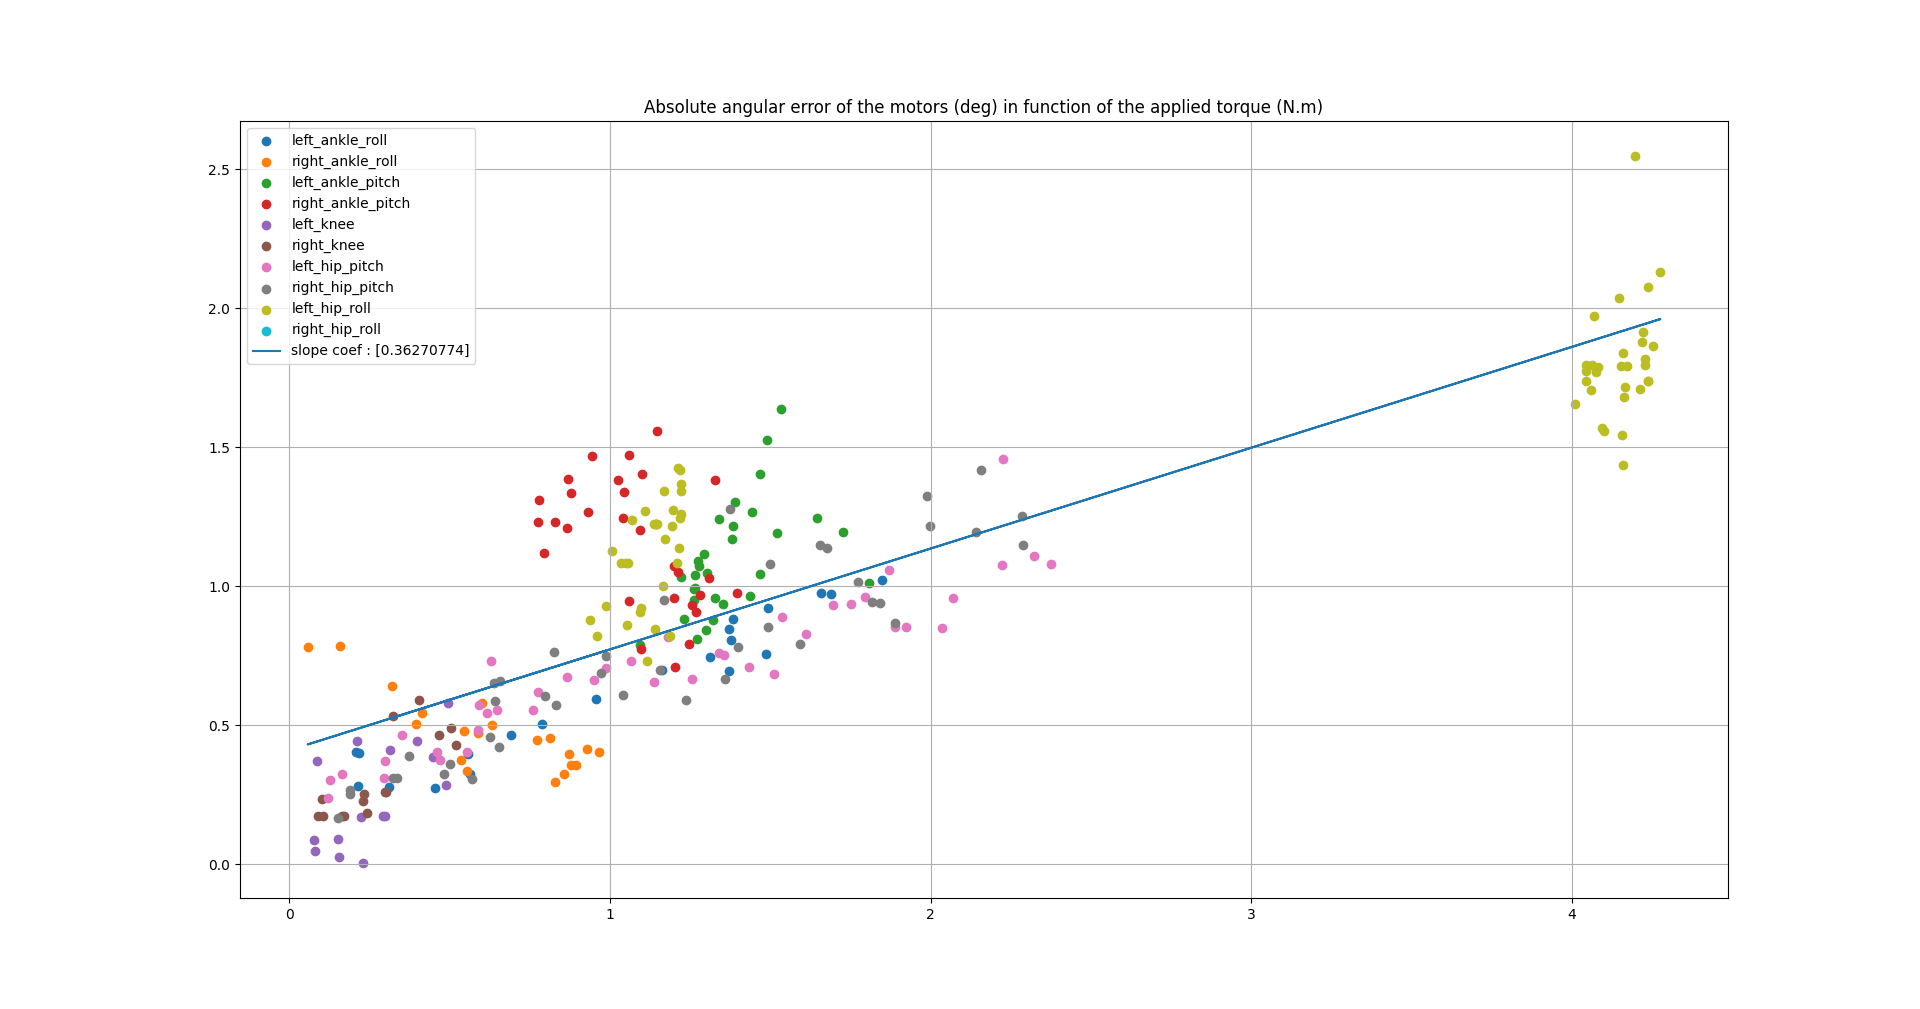 Absolute angular error of the motors (deg) in function of the applied torque (N.m)
left_ankle_roll
right_ankle_roll
left_ankle_pitch
right_ankle_pitch
left_knee
right_knee
left_hip_pitch
right_hip_pitch
left_hip_roll
right_hip_roll
slope coef : [0.36270774]
2.5
2.0
1.5
1.0
0.5
0.0
0 1 2 3 4